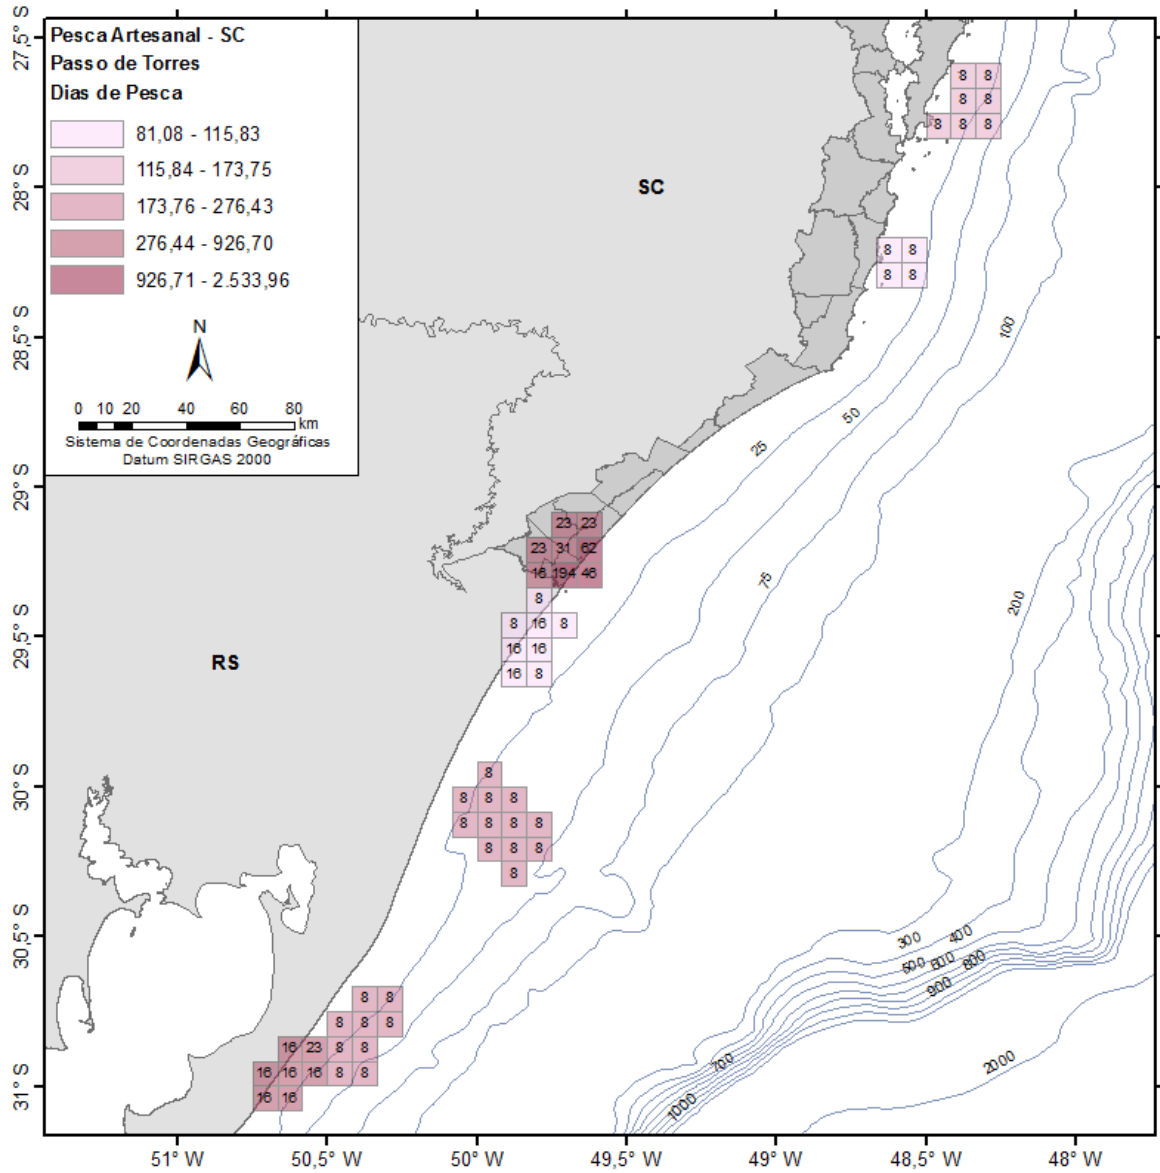 Pesca Artesanal - SC
Passo de Torres
Dias de Pesca
81,08 - 115,83
115,84 - 173,75
173,76 - 276,43
276,44 - 926,70
926,71 - 2.533,96
N
0 10 20 40 60 80
km
Sistema de Coordenadas Geográficas
Datum SIRGAS 2000
27,5° S
28° S
28,5° S
29° S
29,5° S
30° S
30,5° S
31° S
SC
RS
8 8
8 8
8 8 8
8 8
8 8
100
50
25
75
200
23 23
23 31 62
16 194 46
8
8 16 8
16 16
16 8
8
8 8 8
8 8 8 8
8 8 8
8
300 400
500 600 800
900
700
1000
2000
8 8
8 8 8
16 23 8 8
16 16 16 8 8
16 16
51° W 50,5° W 50° W 49,5° W 49° W 48,5° W 48° W